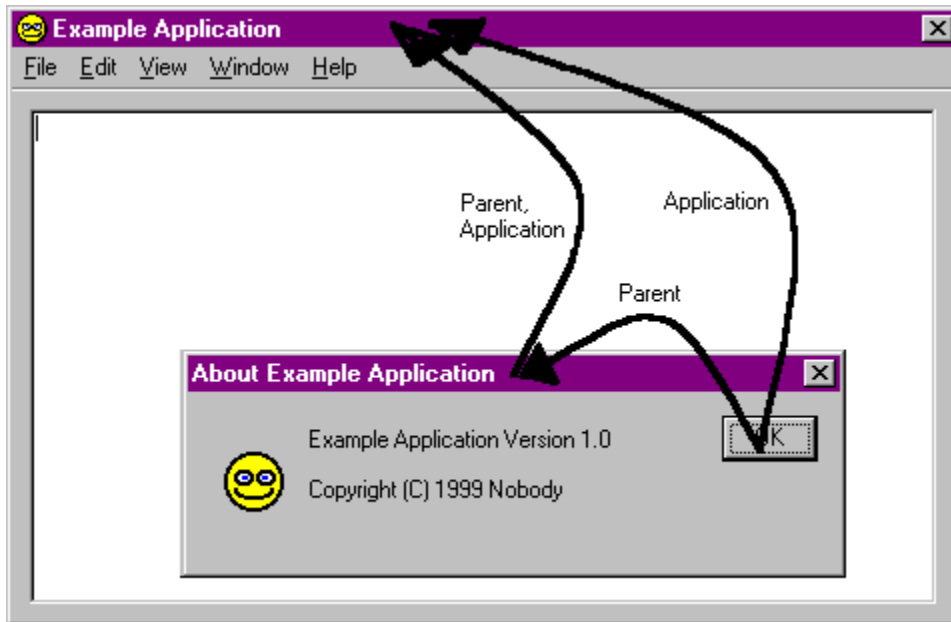 Example Application
File Edit View Window Help
Parent,
Application
Application
Parent
About Example Application
Example Application Version 1.0
Copyright (C) 1999 Nobody